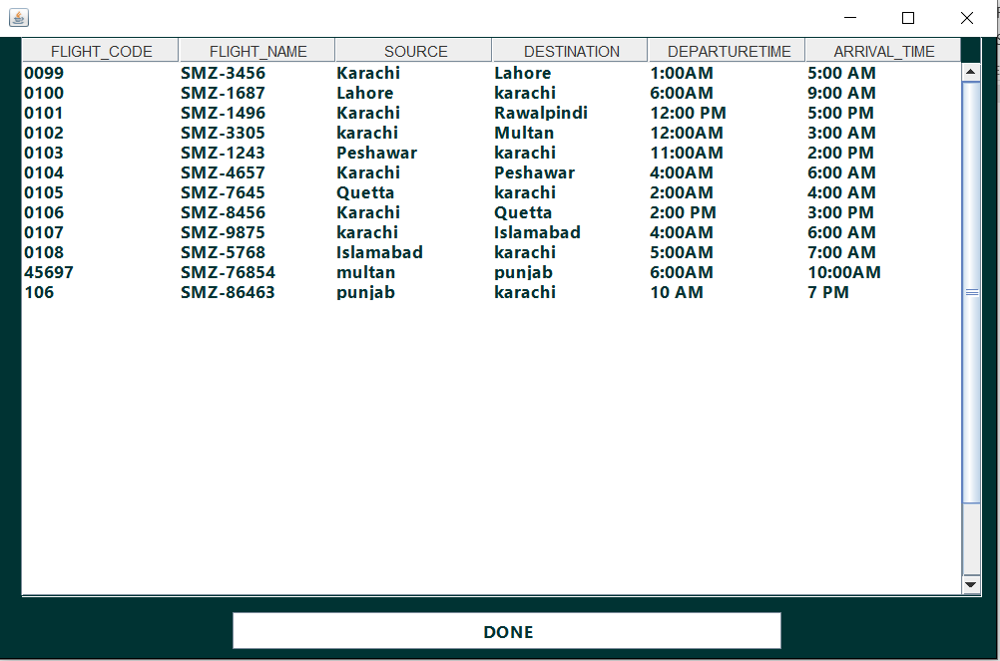 FLIGHT_CODE FLIGHT_NAME SOURCE DESTINATION DEPARTURETIME ARRIVAL_TIME
0099 SMZ-3456 Karachi Lahore 1:00AM 5:00 AM
0100 SMZ-1687 Lahore karachi 6:00AM 9:00 AM
0101 SMZ-1496 Karachi Rawalpindi 12:00 PM 5:00 PM
0102 SMZ-3305 karachi Multan 12:00AM 3:00 AM
0103 SMZ-1243 Peshawar karachi 11:00AM 2:00 PM
0104 SMZ-4657 Karachi Peshawar 4:00AM 6:00 AM
0105 SMZ-7645 Quetta karachi 2:00AM 4:00 AM
0106 SMZ-8456 Karachi Quetta 2:00 PM 3:00 PM
0107 SMZ-9875 karachi Islamabad 4:00AM 6:00 AM
0108 SMZ-5768 Islamabad karachi 5:00AM 7:00 AM
45697 SMZ-76854 multan punjab 6:00AM 10:00AM
106 SMZ-86463 punjab karachi 10 AM 7 PM
DONE